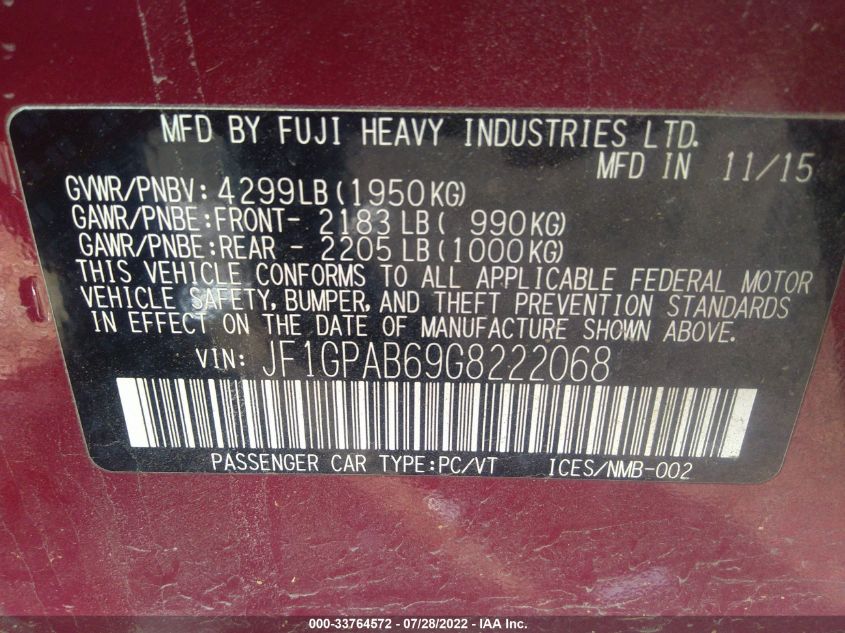 MFD BY FUJI HEAVY INDUSTRIES LTD.
MFD IN 11/15
GVWR/PNBV: 4299LB(1950KG)
GAWR/PNBE:FRONT- 2183 LB( 990KG)
GAWR/PNBE:REAR - 2205 LB(1000KG)
THIS VEHICLE CONFORMS TO ALL APPLICABLE FEDERAL MOTOR
VEHICLE SAFETY, BUMPER, AND THEFT PREVENTION STANDARDS
IN EFFECT ON THE DATE OF MANUFACTURE SHOWN ABOVE.
VIN: JF1GPAB69G8222068
PASSENGER CAR TYPE:PC/VT ICES/NMB-002
000-33764572 / 07/28/2022 - IAA Inc.